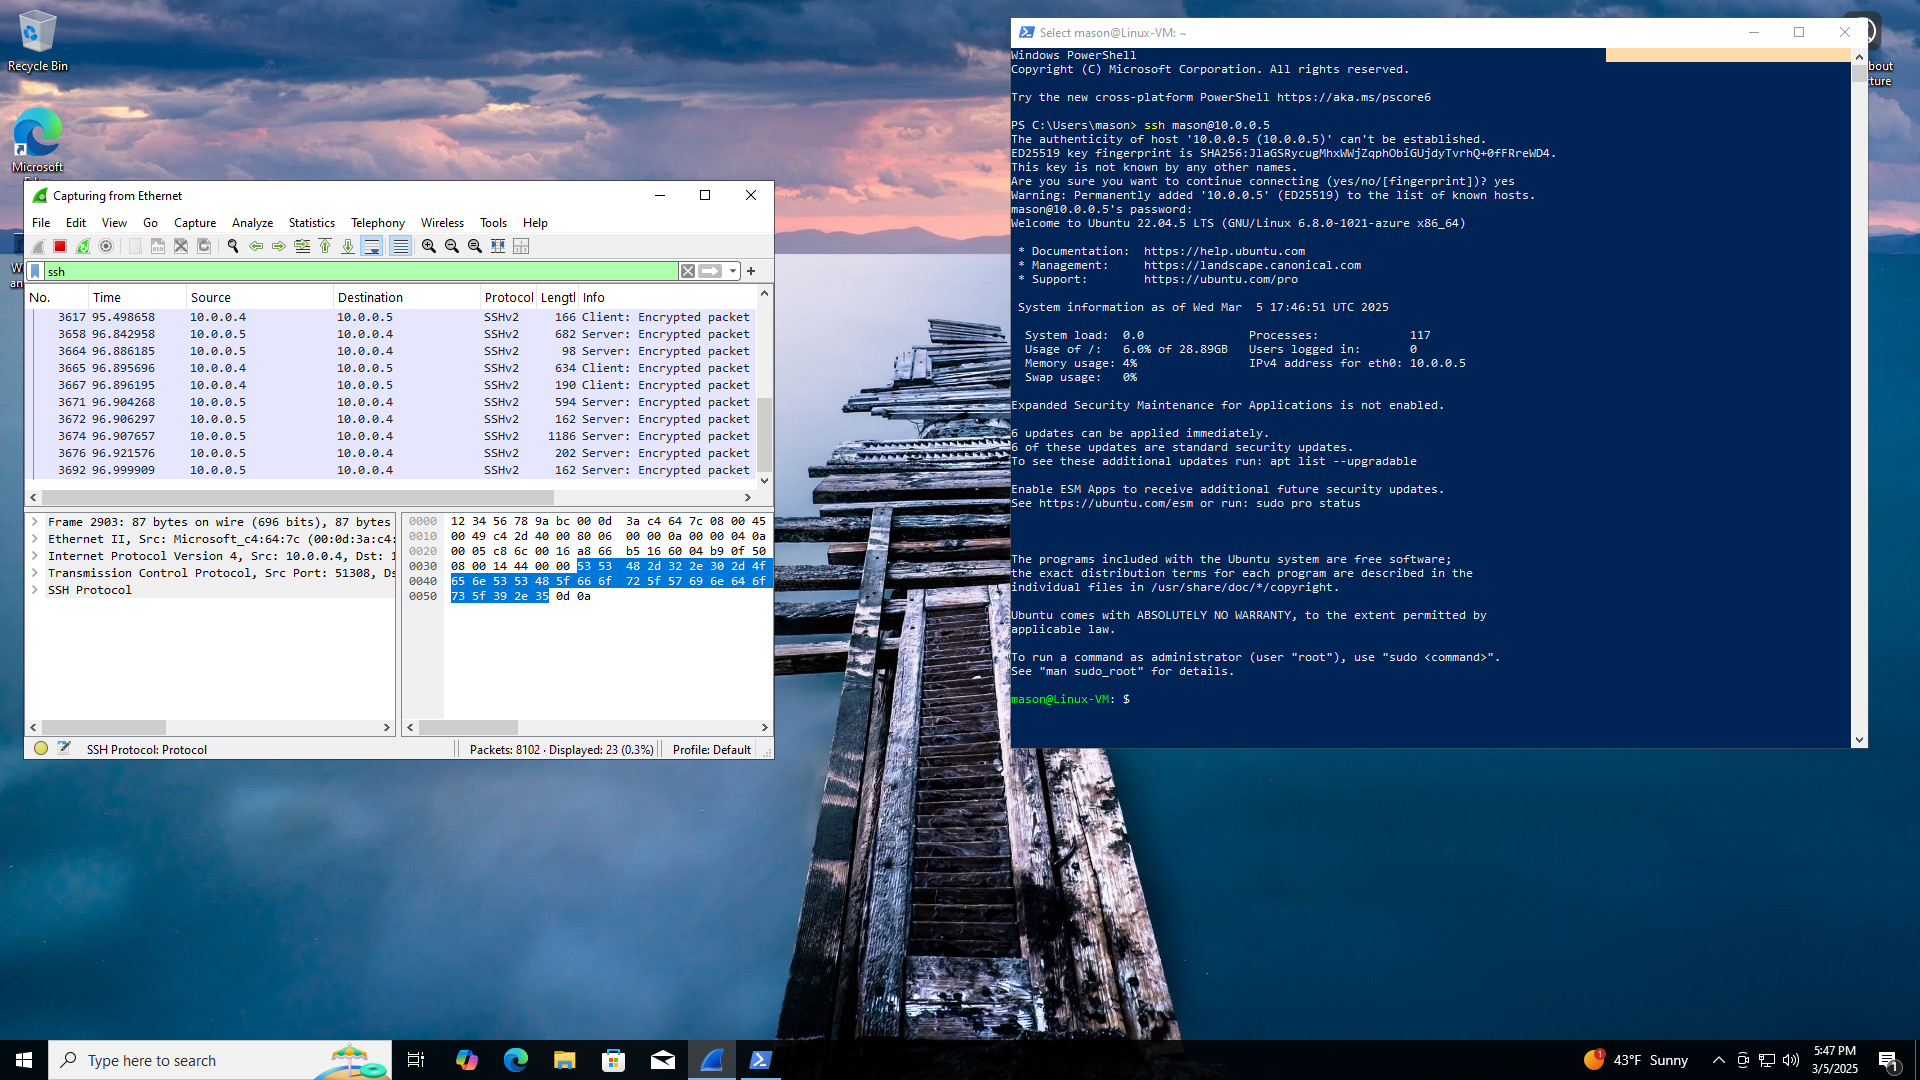 Recycle Bin
Microsoft
Capturing from Ethernet
File Edit View Go Capture Analyze Statistics Telephony Wireless Tools Help
ssh
No. Time Source Destination Protocol Lengtl Info
3617 95.498658 10.0.0.4 10.0.0.5 SSHv2 166 Client: Encrypted packet
3658 96.842958 10.0.0.5 10.0.0.4 SSHv2 682 Server: Encrypted packet
3664 96.886185 10.0.0.5 10.0.0.4 SSHv2 98 Server: Encrypted packet
3665 96.895696 10.0.0.4 10.0.0.5 SSHv2 634 Client: Encrypted packet
3667 96.896195 10.0.0.4 10.0.0.5 SSHv2 190 Client: Encrypted packet
3671 96.904268 10.0.0.5 10.0.0.4 SSHv2 594 Server: Encrypted packet
3672 96.906297 10.0.0.5 10.0.0.4 SSHv2 162 Server: Encrypted packet
3674 96.907657 10.0.0.5 10.0.0.4 SSHv2 1186 Server: Encrypted packet
3676 96.921576 10.0.0.5 10.0.0.4 SSHv2 202 Server: Encrypted packet
3692 96.999909 10.0.0.5 10.0.0.4 SSHv2 162 Server: Encrypted packet
Frame 2903: 87 bytes on wire (696 bits), 87 bytes
Ethernet II, Src: Microsoft_c4:64:7c (00:0d:3a:c4:
Internet Protocol Version 4, Src: 10.0.0.4, Dst: 1
Transmission Control Protocol, Src Port: 51308, Ds
SSH Protocol
0000 12 34 56 78 9a bc 00 0d 3a c4 64 7c 08 00 45
0010 00 49 c4 2d 40 00 80 06 00 00 0a 00 00 04 0a
0020 00 05 c8 6c 00 16 a8 66 b5 16 60 04 b9 0f 50
0030 08 00 14 44 00 00 53 53 48 2d 32 2e 30 2d 4f
0040 65 6e 53 53 48 5f 66 6f 72 5f 57 69 6e 64 6f
0050 73 5f 39 2e 35 0d 0a
SSH Protocol: Protocol Packets: 8102 · Displayed: 23 (0.3%) Profile: Default
Select mason@Linux-VM: ~
Windows PowerShell
Copyright (C) Microsoft Corporation. All rights reserved.
Try the new cross-platform PowerShell https://aka.ms/pscore6
PS C:\Users\mason> ssh mason@10.0.0.5
The authenticity of host '10.0.0.5 (10.0.0.5)' can't be established.
ED25519 key fingerprint is SHA256:JlaGSRycugMhxWWjZqphObiGUjdyTvrhQ+0fFRreWD4.
This key is not known by any other names.
Are you sure you want to continue connecting (yes/no/[fingerprint])? yes
Warning: Permanently added '10.0.0.5' (ED25519) to the list of known hosts.
mason@10.0.0.5's password:
Welcome to Ubuntu 22.04.5 LTS (GNU/Linux 6.8.0-1021-azure x86_64)
* Documentation: https://help.ubuntu.com
* Management: https://landscape.canonical.com
* Support: https://ubuntu.com/pro
System information as of Wed Mar 5 17:46:51 UTC 2025
System load: 0.0 Processes: 117
Usage of /: 6.0% of 28.89GB Users logged in: 0
Memory usage: 4% IPv4 address for eth0: 10.0.0.5
Swap usage: 0%
Expanded Security Maintenance for Applications is not enabled.
6 updates can be applied immediately.
6 of these updates are standard security updates.
To see these additional updates run: apt list --upgradable
Enable ESM Apps to receive additional future security updates.
See https://ubuntu.com/esm or run: sudo pro status
The programs included with the Ubuntu system are free software;
the exact distribution terms for each program are described in the
individual files in /usr/share/doc/*/copyright.
Ubuntu comes with ABSOLUTELY NO WARRANTY, to the extent permitted by
applicable law.
To run a command as administrator (user "root"), use "sudo <command>".
See "man sudo_root" for details.
mason@Linux-VM: $
bout
ture
Type here to search
1
43°F Sunny
5:47 PM
3/5/2025
1